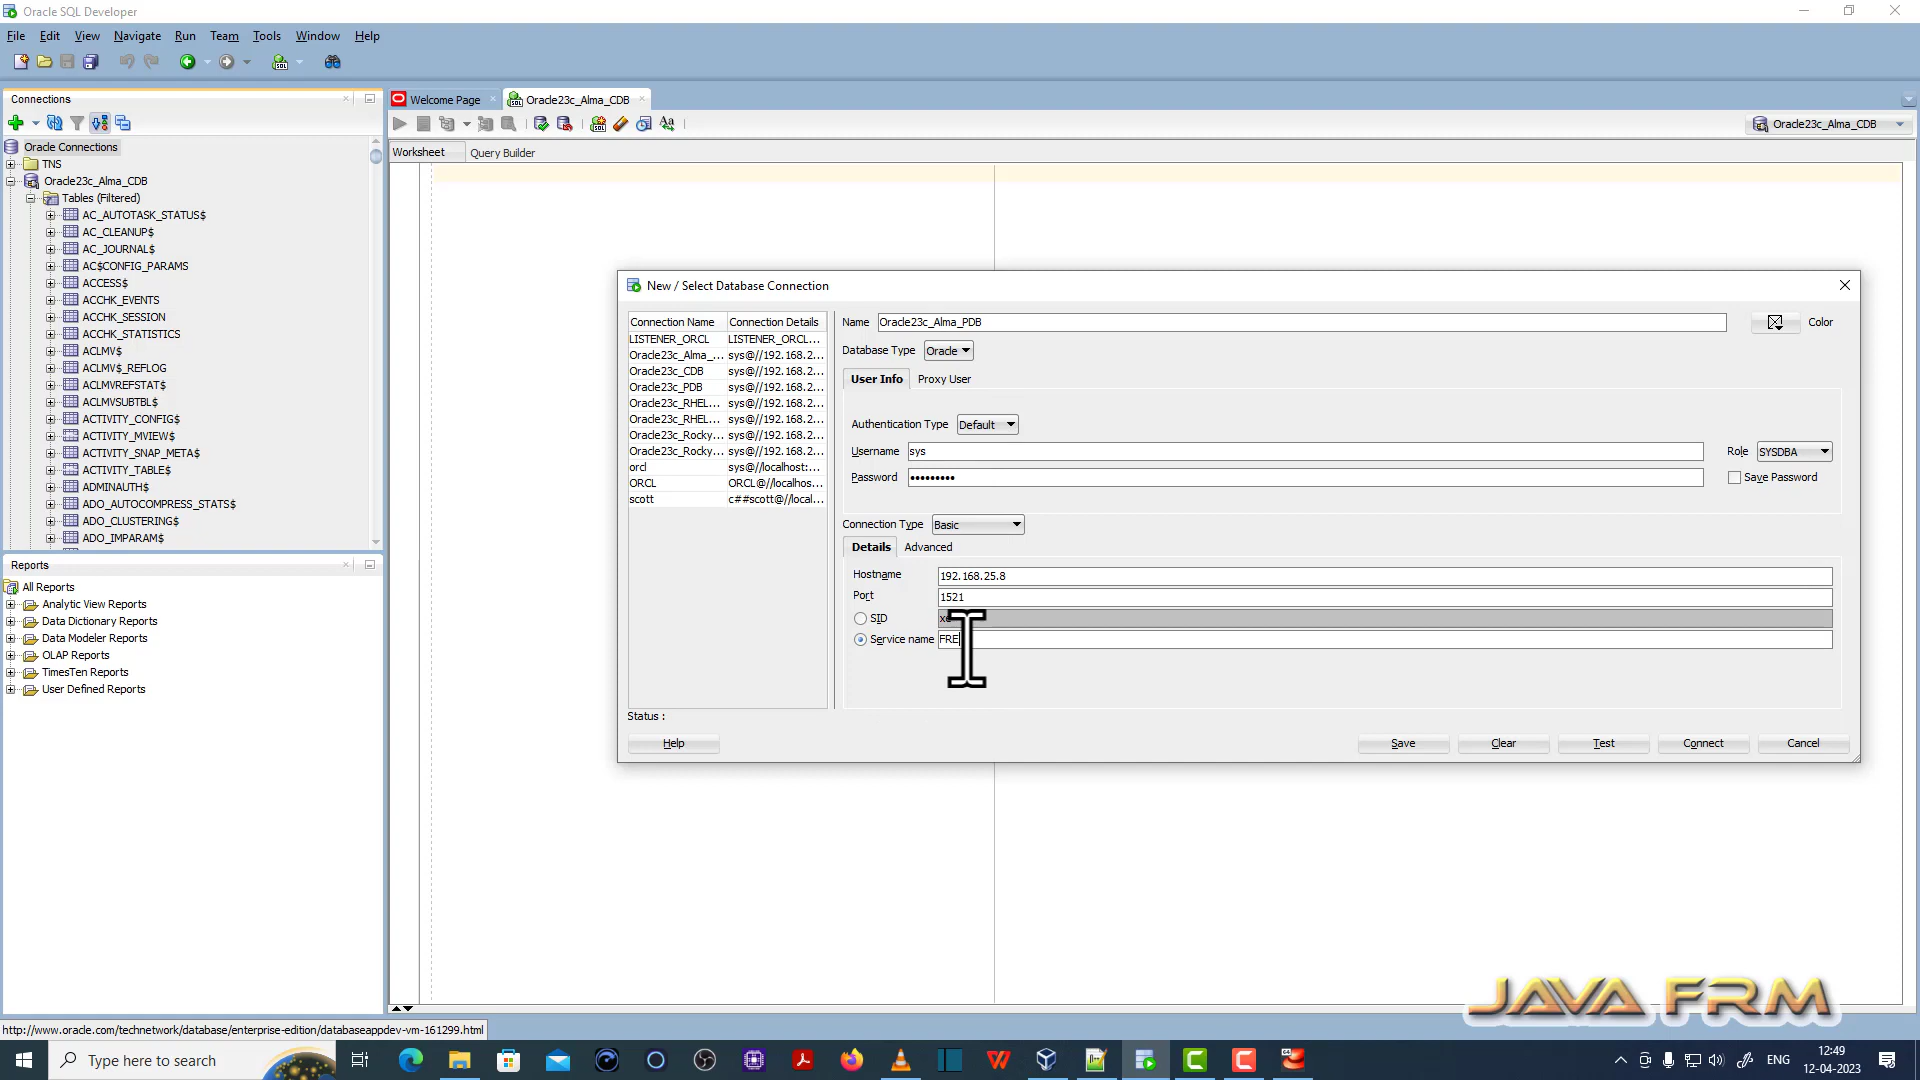 Oracle SQL Developer
File Edit View Navigate Run Team Tools Window Help
Connections
Oracle Connections
TNS
Oracle23c_Alma_CDB
Tables (Filtered)
AC_AUTOTASK_STATUS$
AC_CLEANUP$
AC_JOURNAL$
AC$CONFIG_PARAMS
ACCESS$
ACCHK_EVENTS
ACCHK_SESSION
ACCHK_STATISTICS
ACLMV$
ACLMV$_REFLOG
ACLMVREFSTAT$
ACLMVSUBTBL$
ACTIVITY_CONFIG$
ACTIVITY_MVIEW$
ACTIVITY_SNAP_META$
ACTIVITY_TABLE$
ADMINAUTH$
ADO_AUTOCOMPRESS_STATS$
ADO_CLUSTERING$
ADO_IMPARAM$
Reports
All Reports
Analytic View Reports
Data Dictionary Reports
Data Modeler Reports
OLAP Reports
TimesTen Reports
User Defined Reports
Welcome Page Oracle23c_Alma_CDB
Oracle23c_Alma_CDB
Worksheet Query Builder
New / Select Database Connection
Connection Name Connection Details
LISTENER_ORCL LISTENER_ORCL...
Oracle23c_Alma_... sys@//192.168.2...
Oracle23c_CDB sys@//192.168.2...
Oracle23c_PDB sys@//192.168.2...
Oracle23c_RHEL... sys@//192.168.2...
Oracle23c_RHEL... sys@//192.168.2...
Oracle23c_Rocky... sys@//192.168.2...
Oracle23c_Rocky... sys@//192.168.2...
orcl sys@//localhost:...
ORCL ORCL@//localhos...
scott c##scott@//local...
Name Oracle23c_Alma_PDB Color
Database Type Oracle
User Info Proxy User
Authentication Type Default
Username sys Role SYSDBA
Password ••••••••• Save Password
Connection Type Basic
Details Advanced
Hostname 192.168.25.8
Port 1521
SID xe
Service name FRE
Status :
Help Save Clear Test Connect Cancel
JAVA FRM
http://www.oracle.com/technetwork/database/enterprise-edition/databaseappdev-vm-161299.html
Type here to search
ENG
12:49
12-04-2023